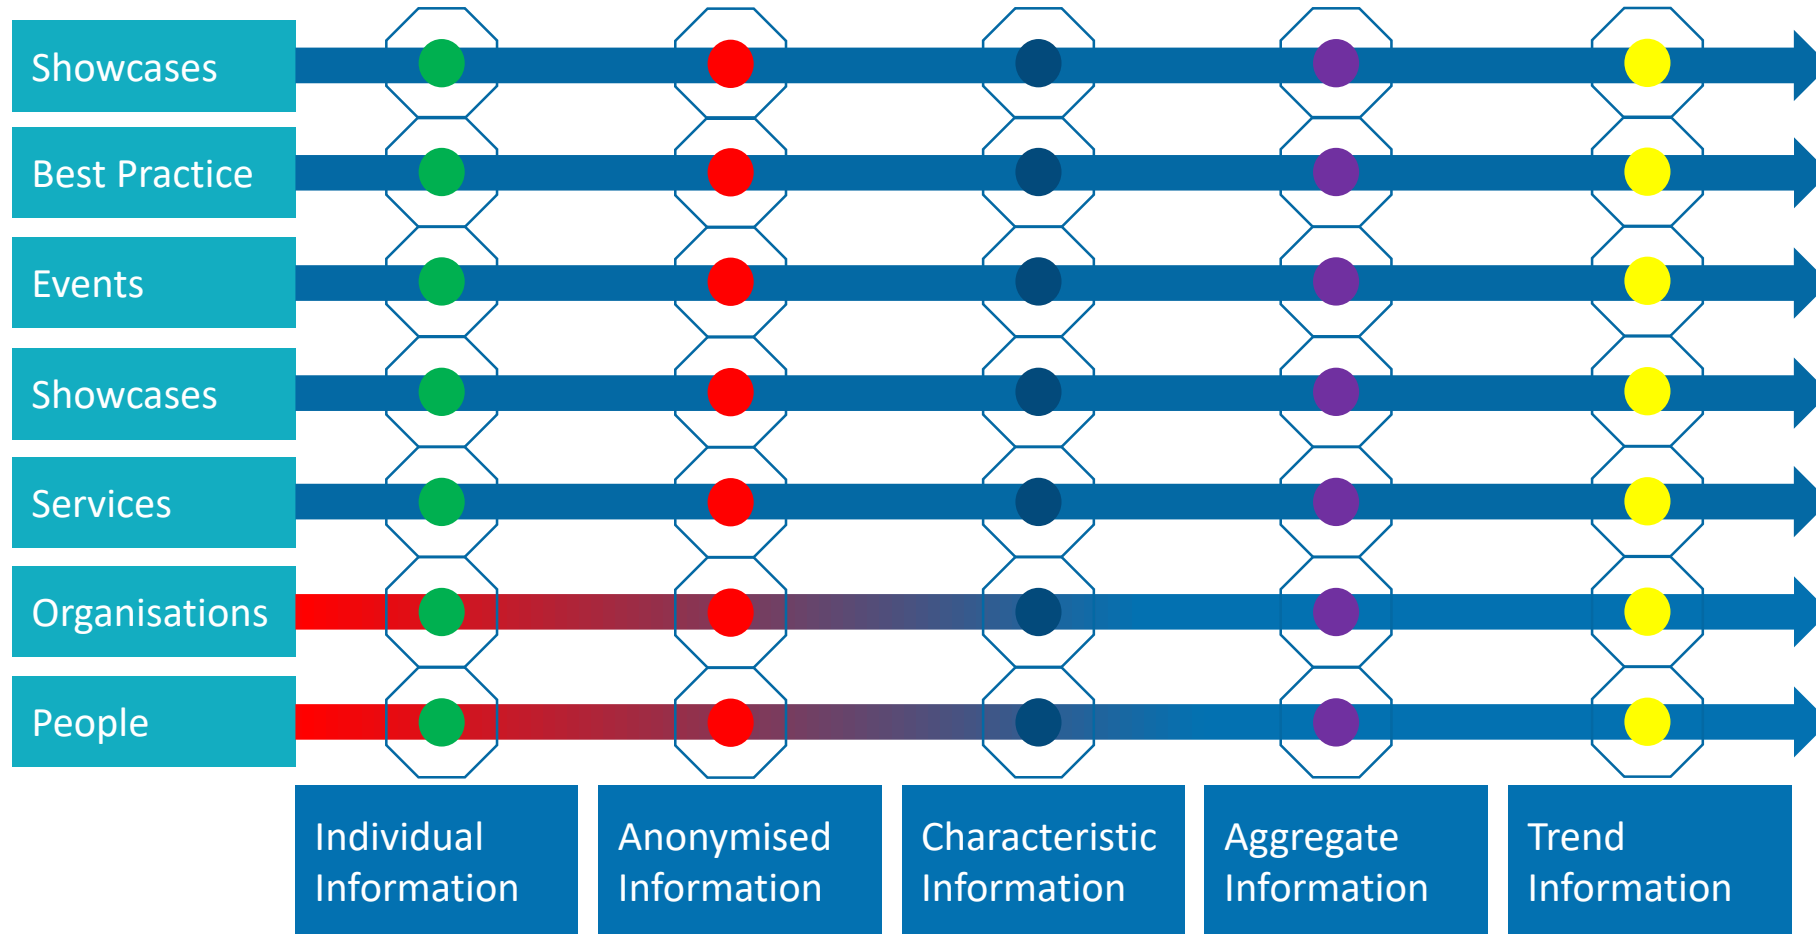 Showcases
Best Practice
Events
Showcases
Services
Organisations
People
Individual
Information
Anonymised
Information
Characteristic
Information
Aggregate
Information
Trend
Information